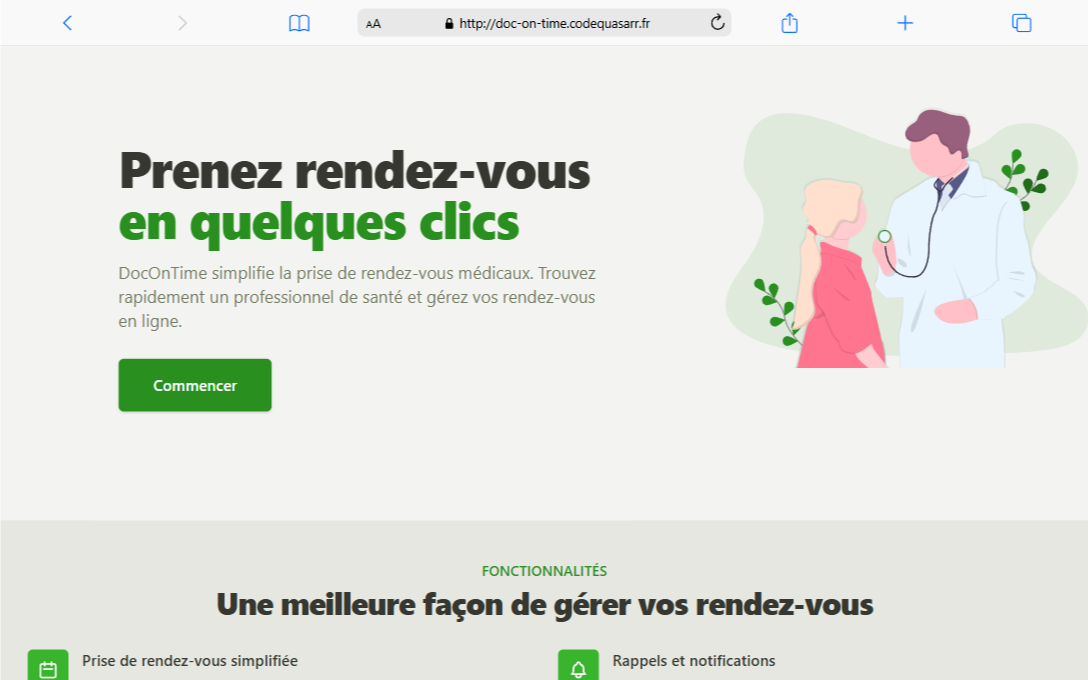 AA
http://doc-on-time.codequasarr.fr
Prenez rendez-vous
en quelques clics
DocOnTime simplifie la prise de rendez-vous médicaux. Trouvez
rapidement un professionnel de santé et gérez vos rendez-vous
en ligne.
Commencer
FONCTIONNALITÉS
Une meilleure façon de gérer vos rendez-vous
Prise de rendez-vous simplifiée
Rappels et notifications